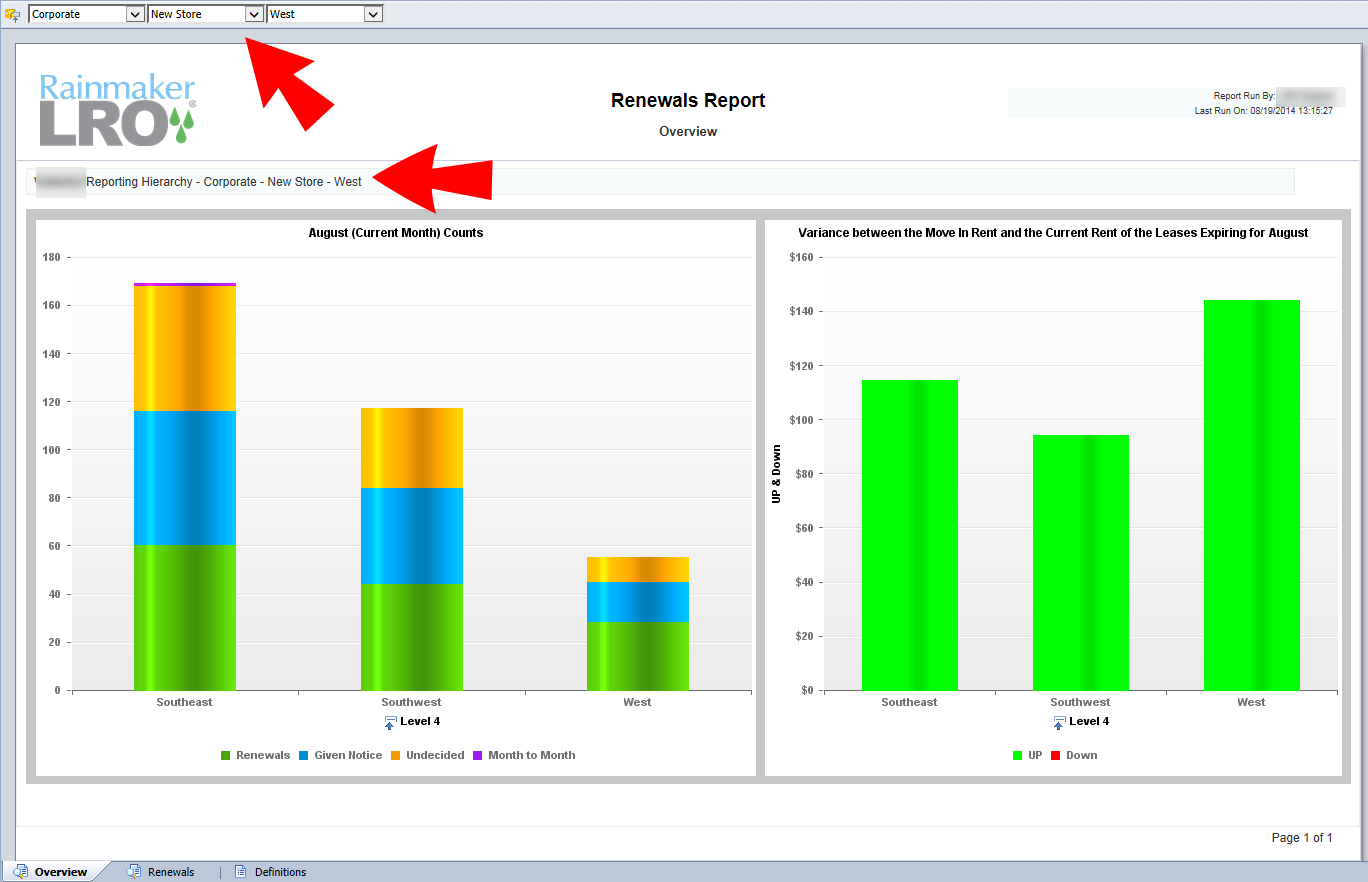 Corporate New Store West
Rainmaker
LRO®
Renewals Report
Overview
Report Run By:
Last Run On: 08/19/2014 13:15:27
Reporting Hierarchy - Corporate - New Store - West
August (Current Month) Counts
180
160
140
120
100
80
60
40
20
0
Southeast Southwest West
Level 4
Renewals Given Notice Undecided Month to Month
Variance between the Move In Rent and the Current Rent of the Leases Expiring for August
UP & Down
$160
$140
$120
$100
$80
$60
$40
$20
$0
Southeast Southwest West
Level 4
UP Down
Page 1 of 1
Overview Renewals Definitions